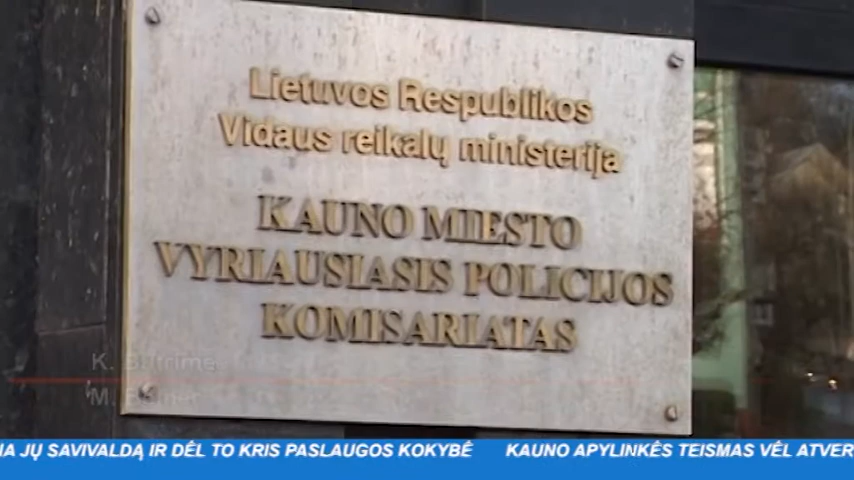 Lietuvos Respublikos
Vidaus reikalų ministerija
KAUNO MIESTO
VYRIAUSIASIS POLICIJOS
KOMISARIATAS
K.
M.
JŲ SAVIVALDĄ IR DĖL TO KRIS PASLAUGOS KOKYBĖ KAUNO APYLINKĖS TEISMAS VĖL ATVER